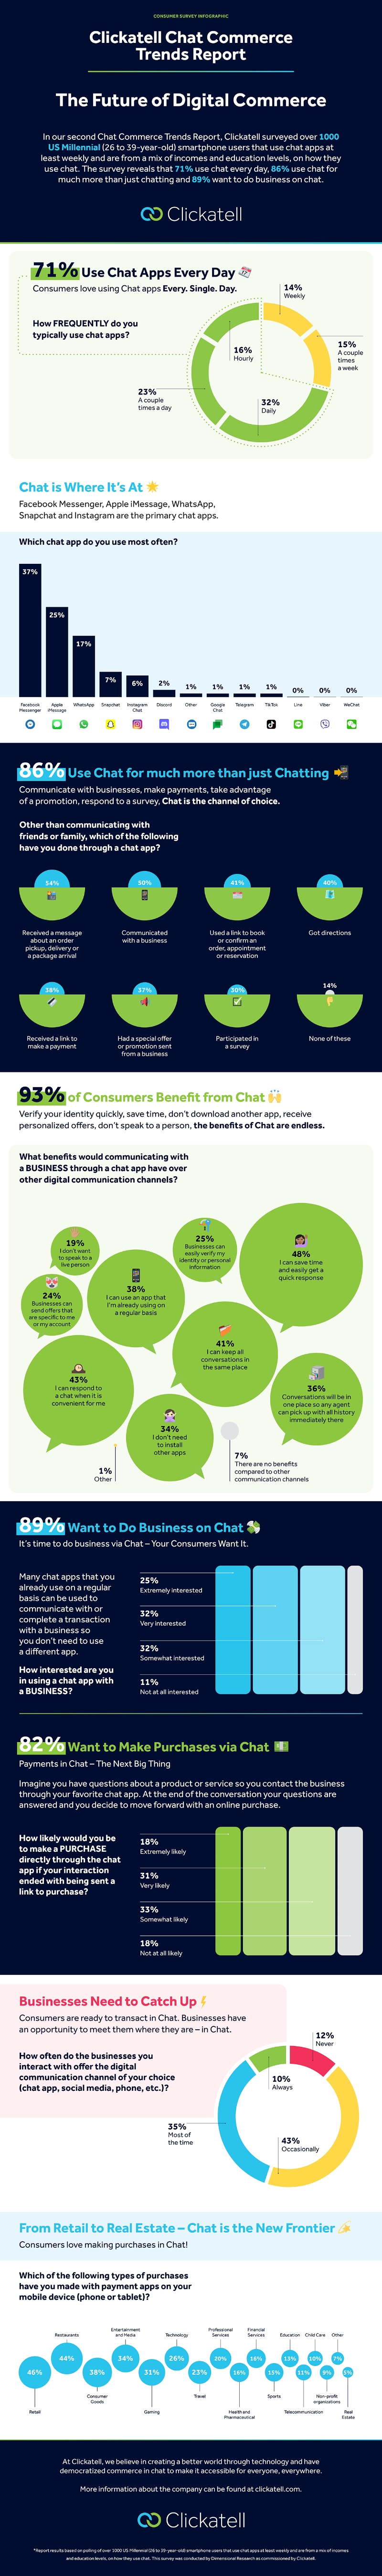 CONSUMER SURVEY INFOGRAPHIC
Clickatell Chat Commerce
Trends Report
The Future of Digital Commerce
In our second Chat Commerce Trends Report, Clickatell surveyed over 1000
US Millennial (26 to 39-year-old) smartphone users that use chat apps at
least weekly and are from a mix of incomes and education levels, on how they
use chat. The survey reveals that 71% use chat every day, 86% use chat for
much more than just chatting and 89% want to do business on chat.
Clickatell
71% Use Chat Apps Every Day
Consumers love using Chat apps Every. Single. Day.
How FREQUENTLY do you
typically use chat apps?
14%
Weekly
15%
A couple
times
a week
16%
Hourly
23%
A couple
times a day
32%
Daily
Chat is Where It's At
Facebook Messenger, Apple iMessage, WhatsApp,
Snapchat and Instagram are the primary chat apps.
Which chat app do you use most often?
37%
25%
17%
7%
6%
2%
1%
1%
1%
1%
0%
0%
0%
Facebook
Messenger
Apple
iMessage
WhatsApp
Snapchat
Instagram
Chat
Discord
Other
Google
Chat
Telegram
TikTok
Line
Viber
WeChat
86% Use Chat for much more than just Chatting
Communicate with businesses, make payments, take advantage
of a promotion, respond to a survey, Chat is the channel of choice.
Other than communicating with
friends or family, which of the following
have you done through a chat app?
54%
Received a message
about an order
pickup, delivery or
a package arrival
50%
Communicated
with a business
41%
Used a link to book
or confirm an
order, appointment
or reservation
40%
Got directions
38%
Received a link to
make a payment
37%
Had a special offer
or promotion sent
from a business
30%
Participated in
a survey
14%
None of these
93% of Consumers Benefit from Chat
Verify your identity quickly, save time, don't download another app, receive
personalized offers, don't speak to a person, the benefits of Chat are endless.
What benefits would communicating with
a BUSINESS through a chat app have over
other digital communication channels?
19%
I don't want
to speak to a
live person
25%
Businesses can
easily verify my
identity or personal
information
48%
I can save time
and easily get a
quick response
24%
Businesses can
send offers that
are specific to me
or my account
38%
I can use an app that
I'm already using on
a regular basis
41%
I can keep all
conversations in
the same place
43%
I can respond to
a chat when it is
convenient for me
36%
Conversations will be in
one place so any agent
can pick up with all history
immediately there
34%
I don't need
to install
other apps
1%
Other
7%
There are no benefits
compared to other
communication channels
89% Want to Do Business on Chat
It's time to do business via Chat – Your Consumers Want It.
Many chat apps that you
already use on a regular
basis can be used to
communicate with or
complete a transaction
with a business so
you don't need to use
a different app.
How interested are you
in using a chat app with
a BUSINESS?
25%
Extremely interested
32%
Very interested
32%
Somewhat interested
11%
Not at all interested
82% Want to Make Purchases via Chat
Payments in Chat – The Next Big Thing
Imagine you have questions about a product or service so you contact the business
through your favorite chat app. At the end of the conversation your questions are
answered and you decide to move forward with an online purchase.
How likely would you be
to make a PURCHASE
directly through the chat
app if your interaction
ended with being sent a
link to purchase?
18%
Extremely likely
31%
Very likely
33%
Somewhat likely
18%
Not at all likely
Businesses Need to Catch Up
Consumers are ready to transact in Chat. Businesses have
an opportunity to meet them where they are – in Chat.
How often do the businesses you
interact with offer the digital
communication channel of your choice
(chat app, social media, phone, etc.)?
12%
Never
10%
Always
35%
Most of
the time
43%
Occasionally
From Retail to Real Estate – Chat is the New Frontier
Consumers love making purchases in Chat!
Which of the following types of purchases
have you made with payment apps on your
mobile device (phone or tablet)?
46%
Retail
44%
Restaurants
38%
Consumer
Goods
34%
Entertainment
and Media
31%
Gaming
26%
Technology
23%
Travel
20%
Professional
Services
16%
Health and
Pharmaceutical
18%
Financial
Services
15%
Sports
13%
Education
11%
Telecommunication
10%
Child Care
9%
Non-profit
organizations
7%
Other
Real
Estate
At Clickatell, we believe in creating a better world through technology and have
democratized commerce in chat to make it accessible for everyone, everywhere.
More information about the company can be found at clickatell.com.
Clickatell
*Report results based on polling of over 1000 US Millennial (26 to 39-year-old) smartphone users that use chat apps at least weekly and are from a mix of incomes
and education levels, on how they use chat. This survey was conducted by Dimensional Research as commissioned by Clickatell.